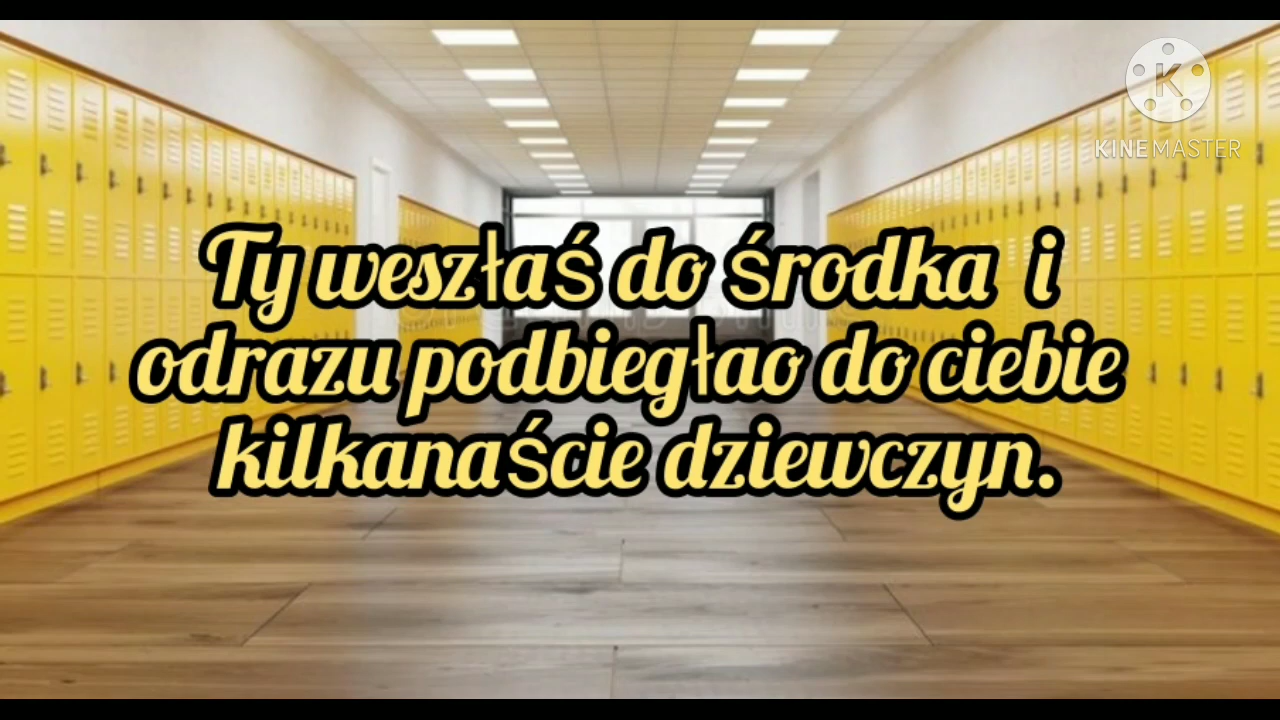 KINEMASTER
Ty weszłaś do środka i
odrazu podbiegłao do ciebie
kilkanaście dziewczyn.